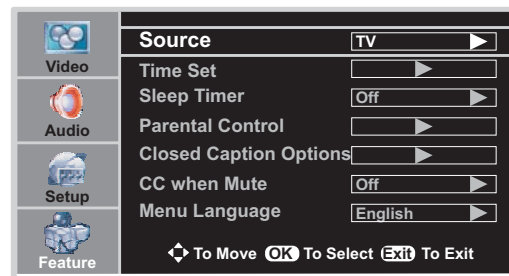 Video
Audio
Setup
Feature
Source TV
Time Set
Sleep Timer Off
Parental Control
Closed Caption Options
CC when Mute Off
Menu Language English
To Move OK To Select Exit To Exit